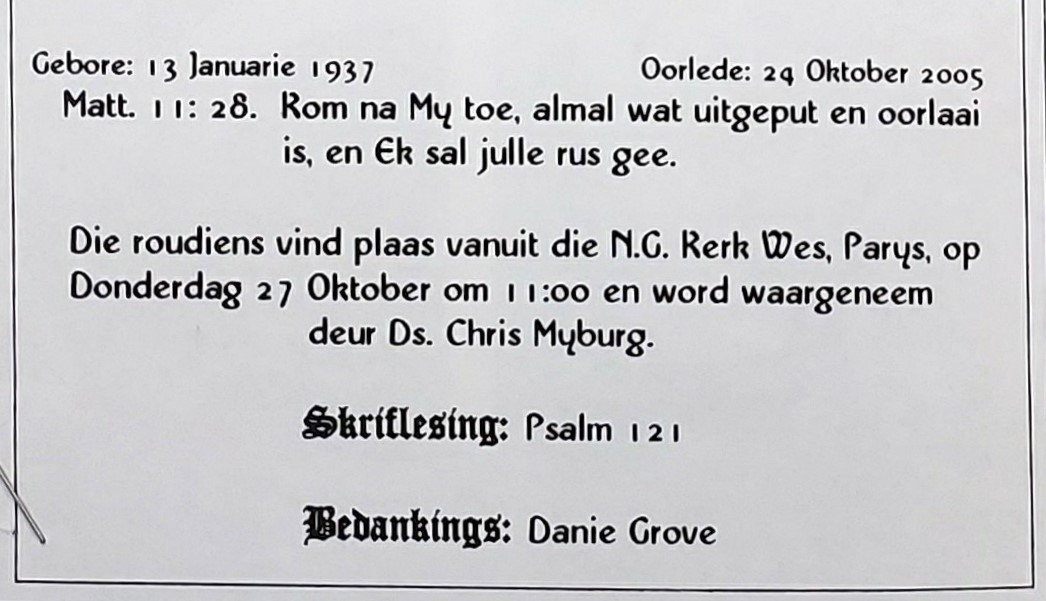 Gebore: 13 Januarie 1937 Oorlede: 24 Oktober 2005
Matt. 11: 28. Kom na My toe, almal wat uitgeput en oorlaai
is, en Ek sal julle rus gee.
Die roudiens vind plaas vanuit die N.G. Kerk Wes, Parys, op
Donderdag 27 Oktober om 11:00 en word waargeneem
deur Ds. Chris Myburg.
Skriflesing: Psalm 121
Bedankings: Danie Grove